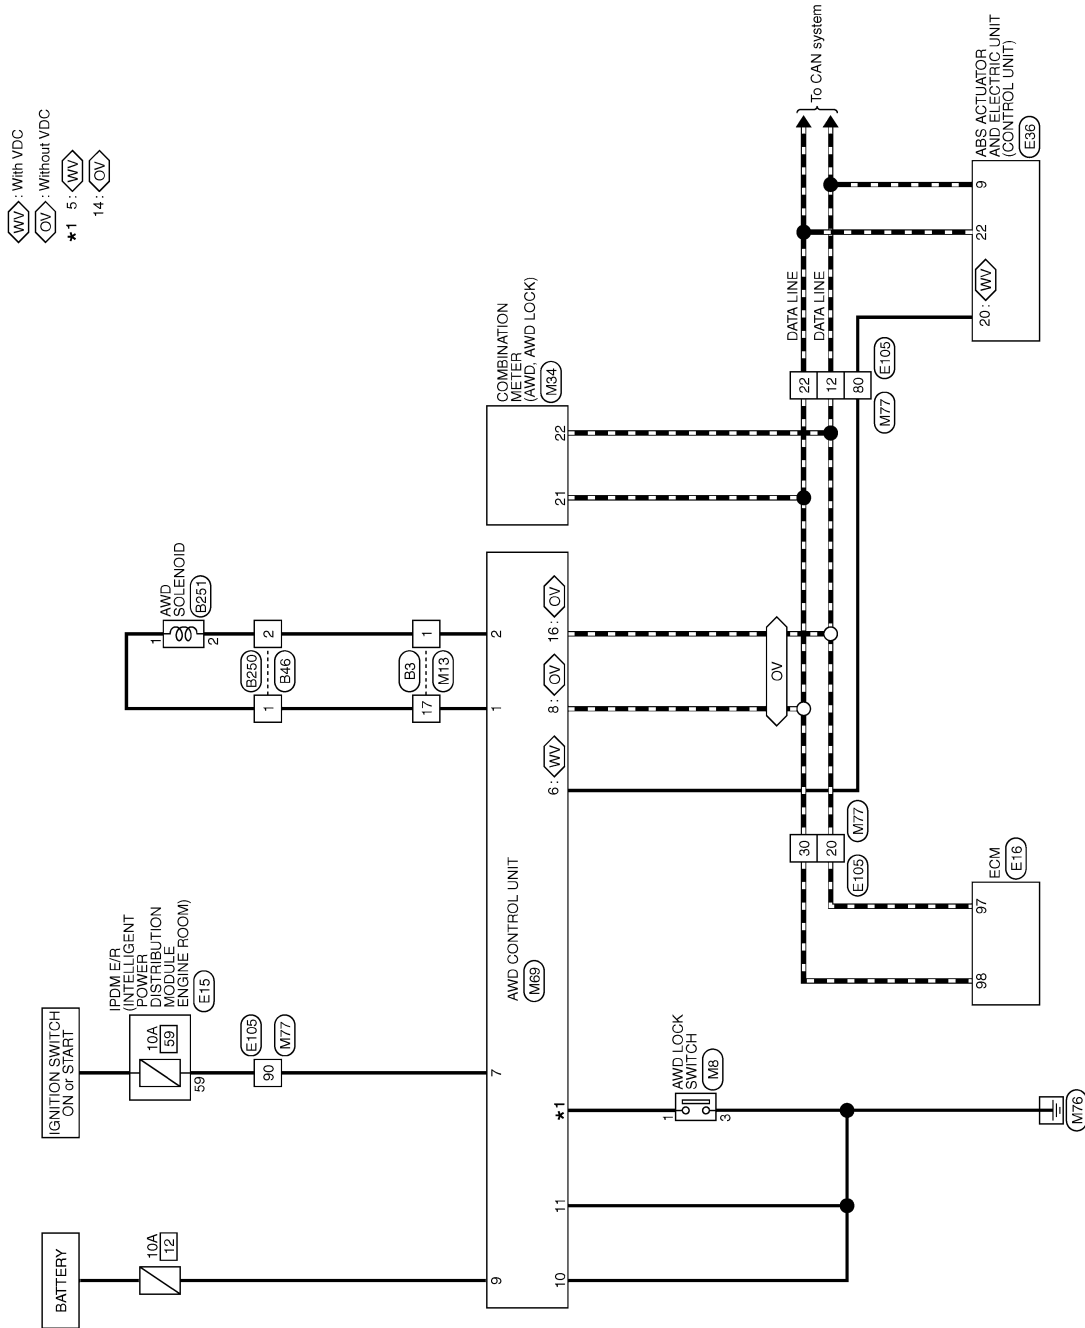 WV : With VDC
OV : Without VDC
*1 5 : WV
14 : OV
BATTERY
10A
12
IGNITION SWITCH
ON or START
10A
59
59
IPDM E/R
(INTELLIGENT
POWER
DISTRIBUTION
MODULE
ENGINE ROOM)
E15
90
E105
M77
1
2
AWD
SOLENOID
B251
1
B250
B46
2
17
B3
M13
1
9
7
1
2
AWD CONTROL UNIT
M69
10
11
*1
6 : WV
8 : OV
16 : OV
COMBINATION
METER
(AWD, AWD LOCK)
M34
21
22
1
3
AWD LOCK
SWITCH
M8
M76
OV
30
20
M77
E105
22
12
80
E105
M77
DATA LINE
DATA LINE
To CAN system
98
97
ECM
E16
20 : WV
22
9
ABS ACTUATOR
AND ELECTRIC UNIT
(CONTROL UNIT)
E36